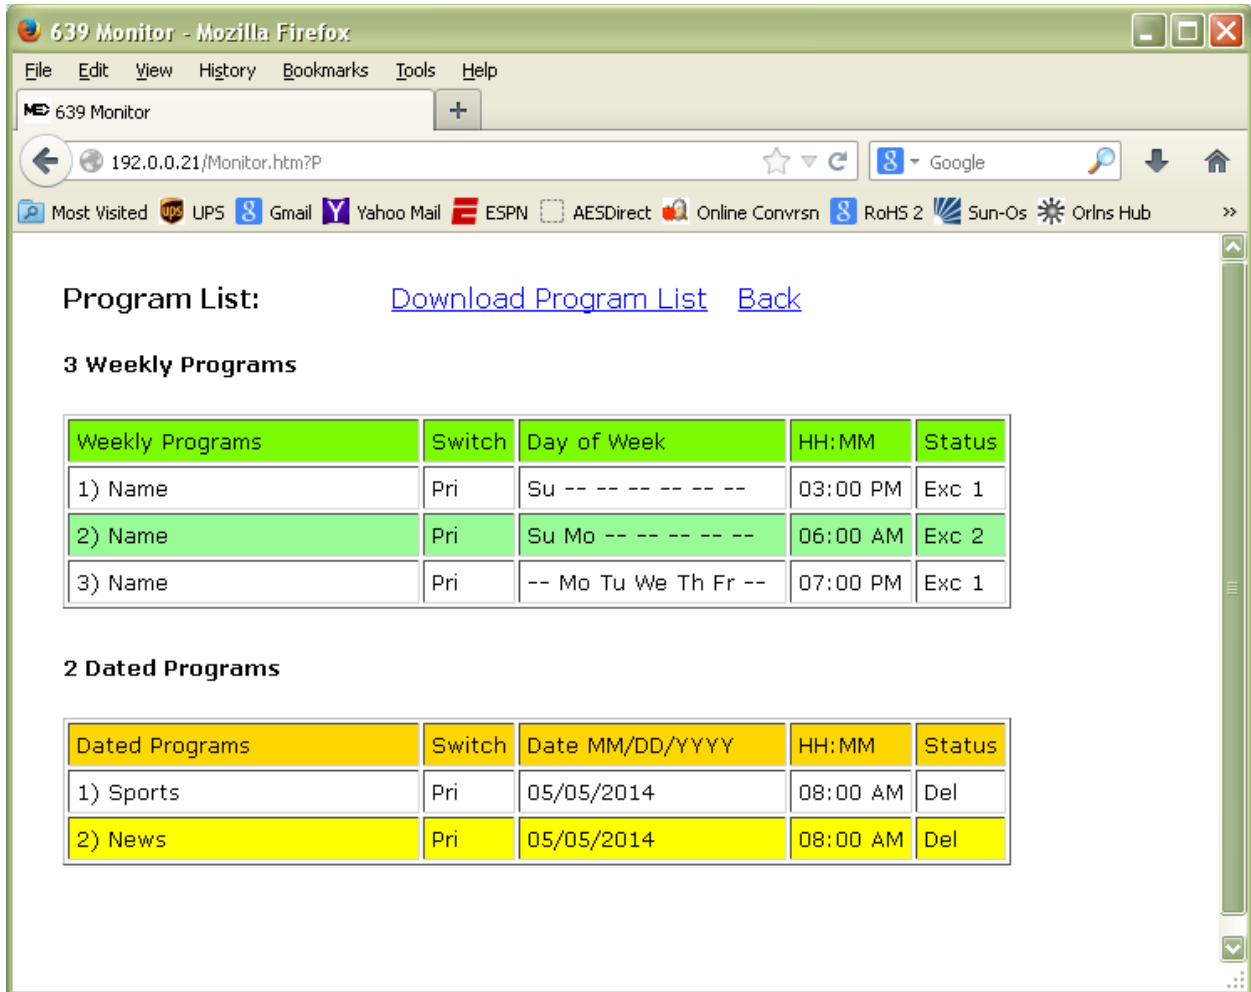 639 Monitor - Mozilla Firefox
File Edit View History Bookmarks Tools Help
639 Monitor
192.0.0.21/Monitor.htm?P Google
Most Visited UPS Gmail Yahoo Mail ESPN AESDirect Online Convrsn RoHS 2 Sun-Os Orlns Hub
Program List: Download Program List Back
3 Weekly Programs
Weekly Programs Switch Day of Week HH:MM Status
1) Name Pri Su -- -- -- -- -- -- 03:00 PM Exc 1
2) Name Pri Su Mo -- -- -- -- -- 06:00 AM Exc 2
3) Name Pri -- Mo Tu We Th Fr -- 07:00 PM Exc 1
2 Dated Programs
Dated Programs Switch Date MM/DD/YYYY HH:MM Status
1) Sports Pri 05/05/2014 08:00 AM Del
2) News Pri 05/05/2014 08:00 AM Del